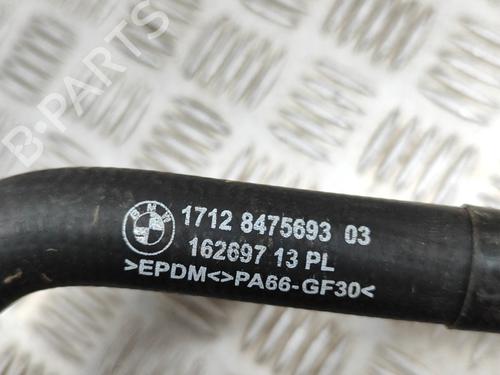 B-Parts
BMW
1712 8475693 03
162697 13 PL
>EPDM<>PA66-GF30<